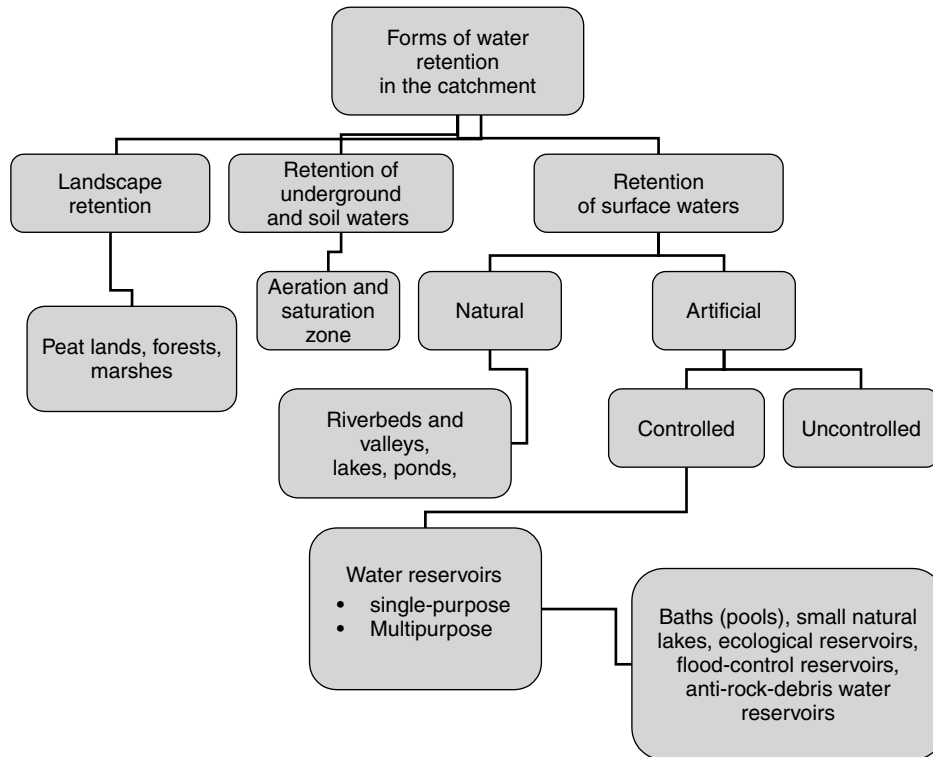 Forms of water
retention
in the catchment
Landscape
retention
Retention of
underground
and soil waters
Retention
of surface waters
Aeration and
saturation
zone
Natural
Artificial
Peat lands, forests,
marshes
Riverbeds and
valleys,
lakes, ponds,
Controlled
Uncontrolled
Water reservoirs
• single-purpose
• Multipurpose
Baths (pools), small natural
lakes, ecological reservoirs,
flood-control reservoirs,
anti-rock-debris water
reservoirs